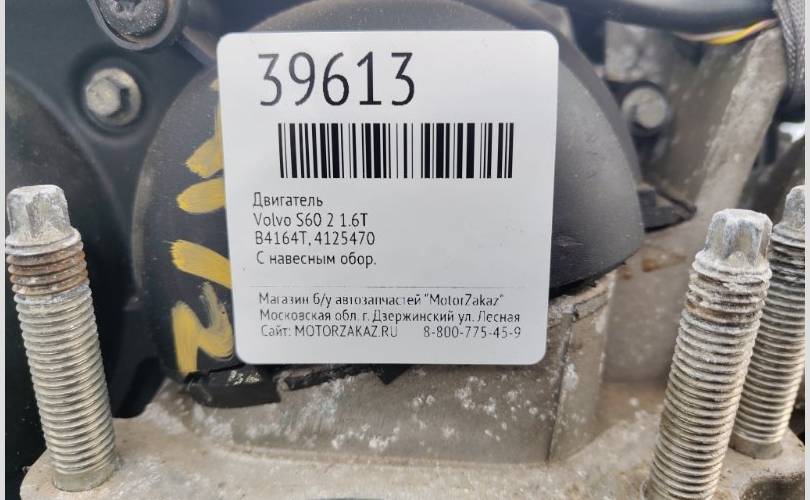 39613
Двигатель
Volvo S60 2 1.6T
B4164T, 4125470
С навесным обор.
Магазин б/у автозапчастей "MotorZakaz"
Московская обл. г. Дзержинский ул. Лесная
Сайт: MOTORZAKAZ.RU 8-800-775-45-9